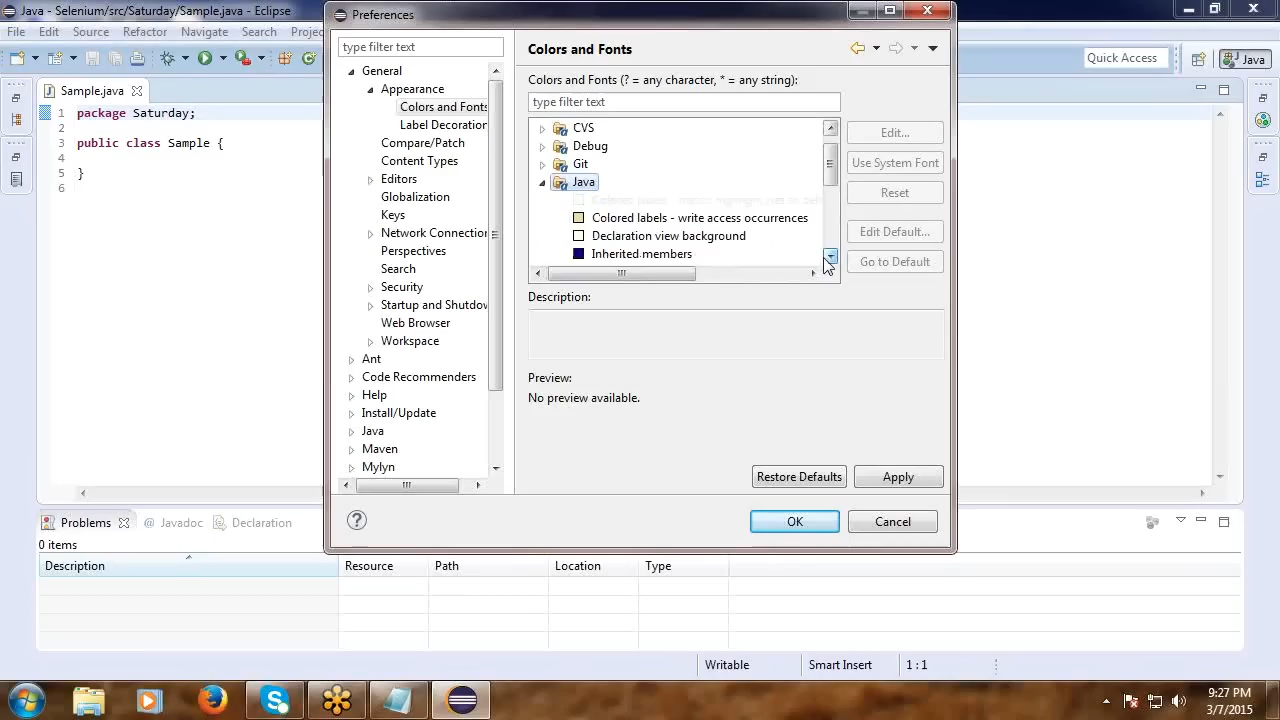 Java - Selenium/src/Saturday/Sample.java - Eclipse
File Edit Source Refactor Navigate Search
Quick Access
Java
Sample.java
1 package Saturday;
2
3 public class Sample {
4
5 }
6
Preferences
type filter text
General
Appearance
Colors and Fonts
Label Decoration
Compare/Patch
Content Types
Editors
Globalization
Keys
Network Connection
Perspectives
Search
Security
Startup and Shutdow
Web Browser
Workspace
Ant
Code Recommenders
Help
Install/Update
Java
Maven
Mylyn
Colors and Fonts
Colors and Fonts (? = any character, * = any string):
type filter text
CVS
Debug
Git
Java
Colored labels - write access occurrences
Declaration view background
Inherited members
Edit...
Use System Font
Reset
Edit Default...
Go to Default
Description:
Preview:
No preview available.
Restore Defaults
Apply
OK
Cancel
Problems
Javadoc
Declaration
0 items
Description Resource Path Location Type
Writable
Smart Insert
1 : 1
9:27 PM
3/7/2015